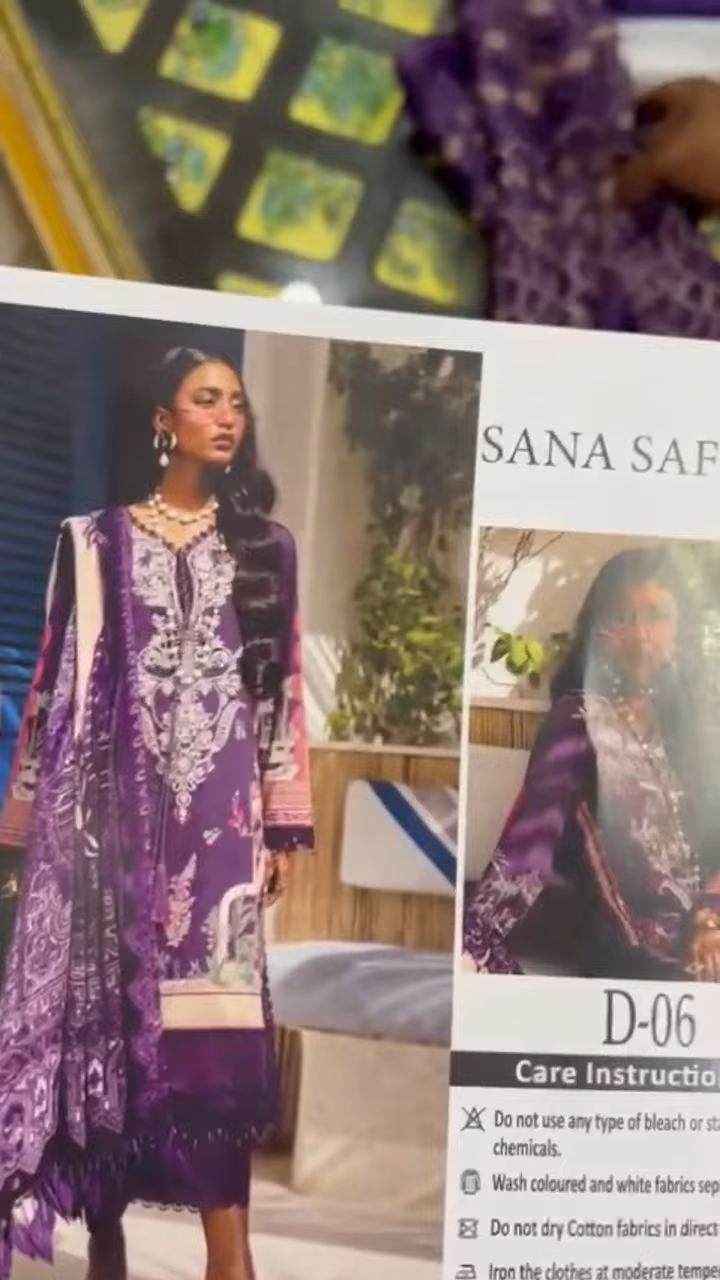 SANA SAF
D-06
Care Instructio
Do not use any type of bleach or sta
chemicals.
Wash coloured and white fabrics sep
Do not dry Cotton fabrics in direct
Iron the clothes at moderate tempe